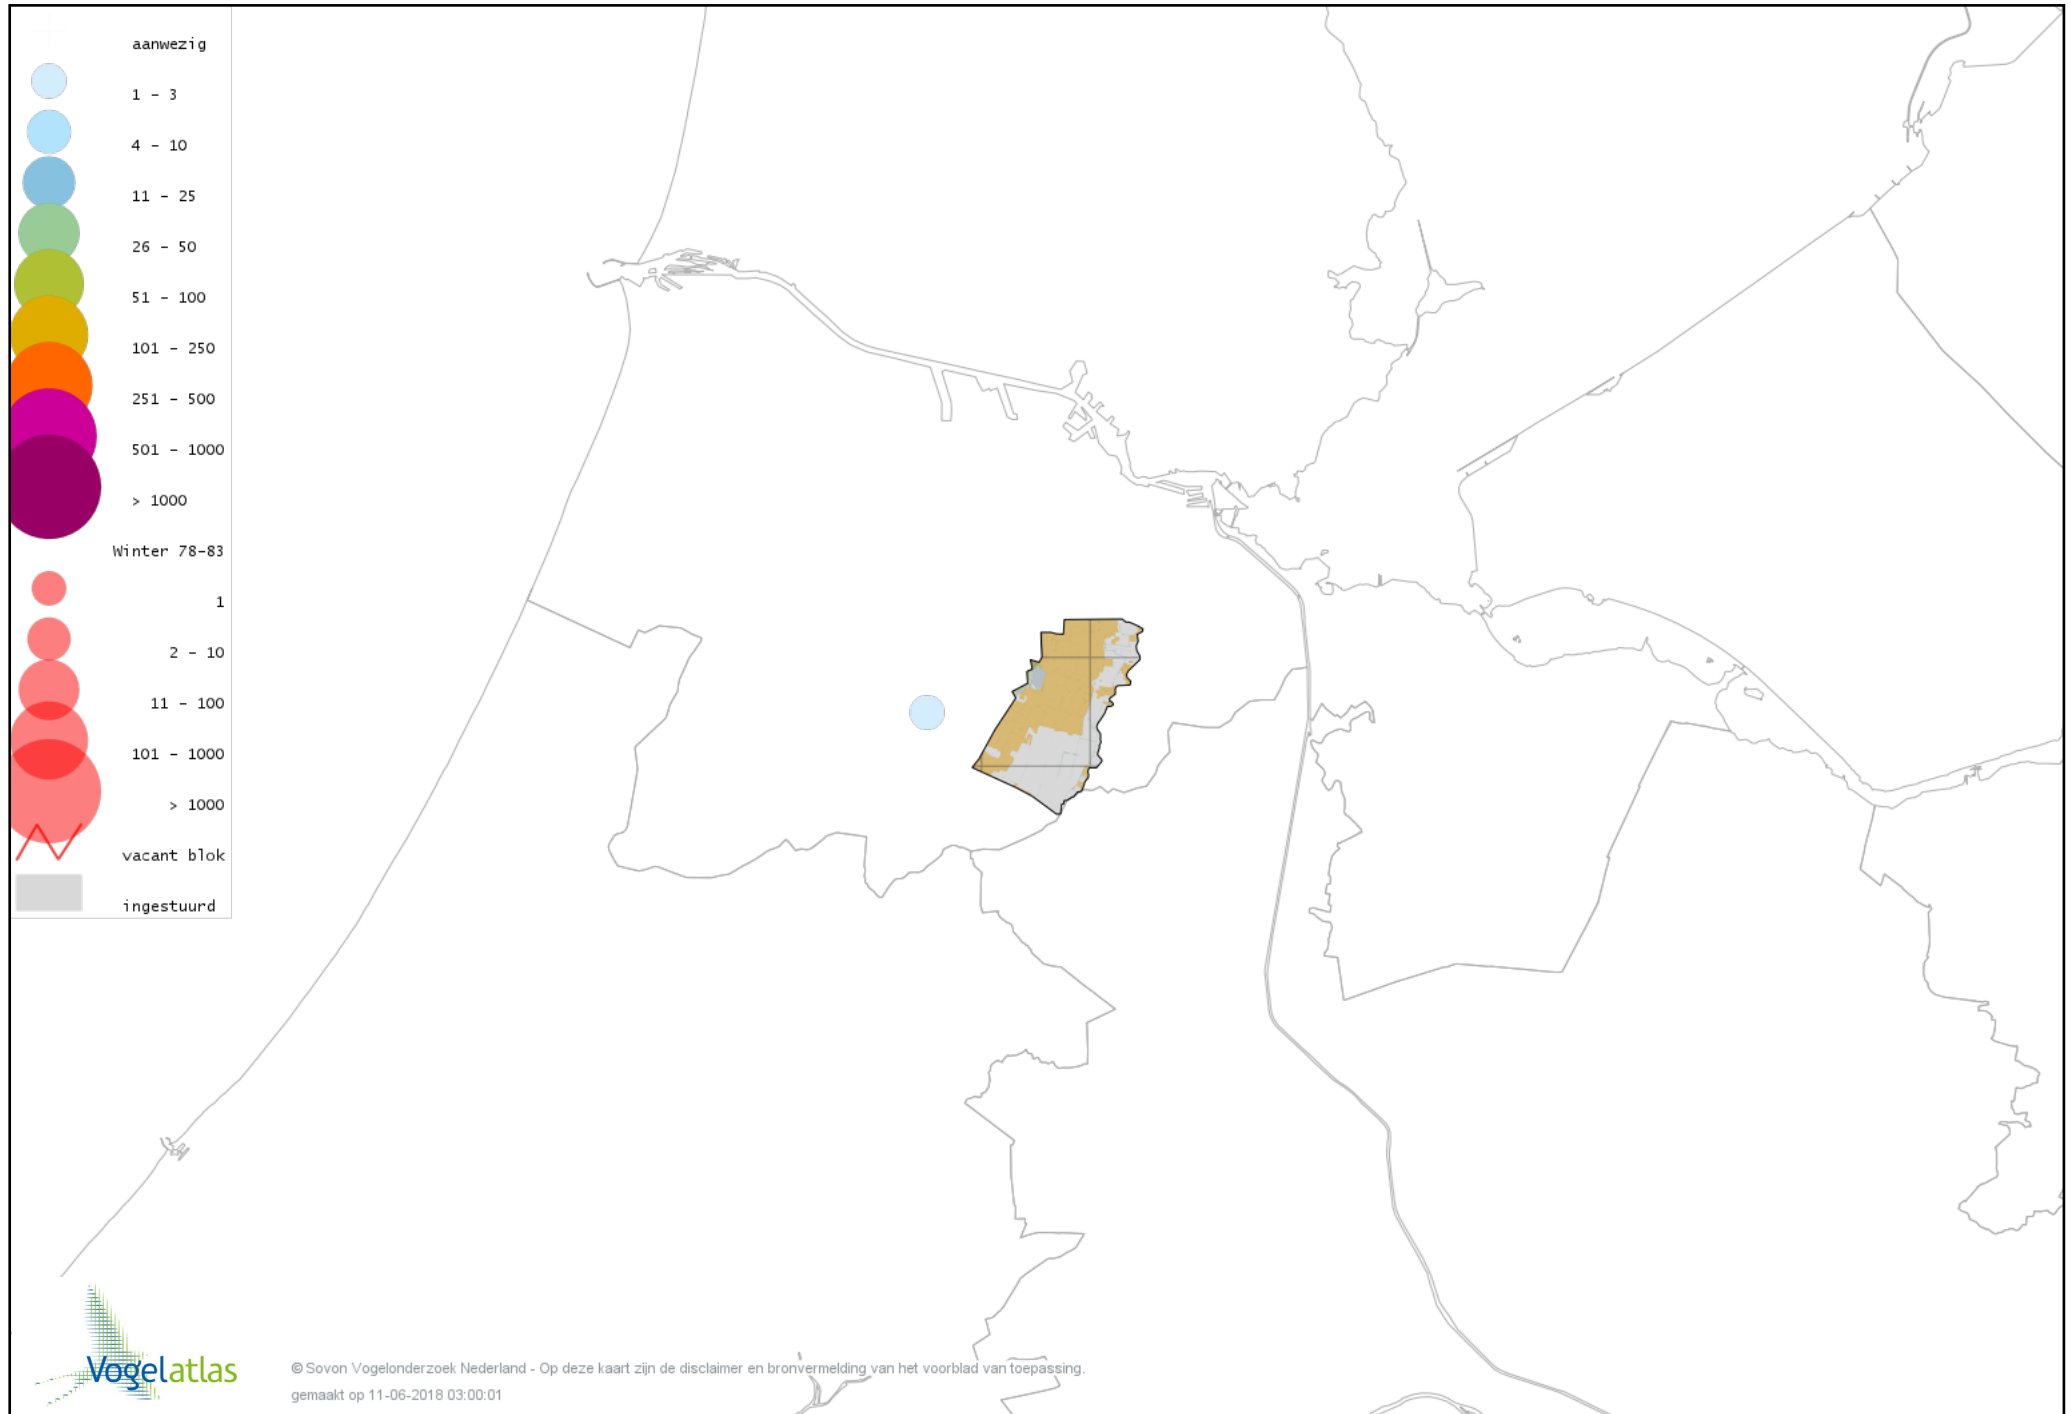 aanwezig
1 - 3
4 - 10
11 - 25
26 - 50
51 - 100
101 - 250
251 - 500
501 - 1000
> 1000
Winter 78-83
1
2 - 10
11 - 100
101 - 1000
> 1000
vacant blok
ingestuurd
Vogelatlas
© Sovon Vogelonderzoek Nederland - Op deze kaart zijn de disclaimer en bronvermelding van het voorblad van toepassing.
gemaakt op 11-06-2018 03:00:01